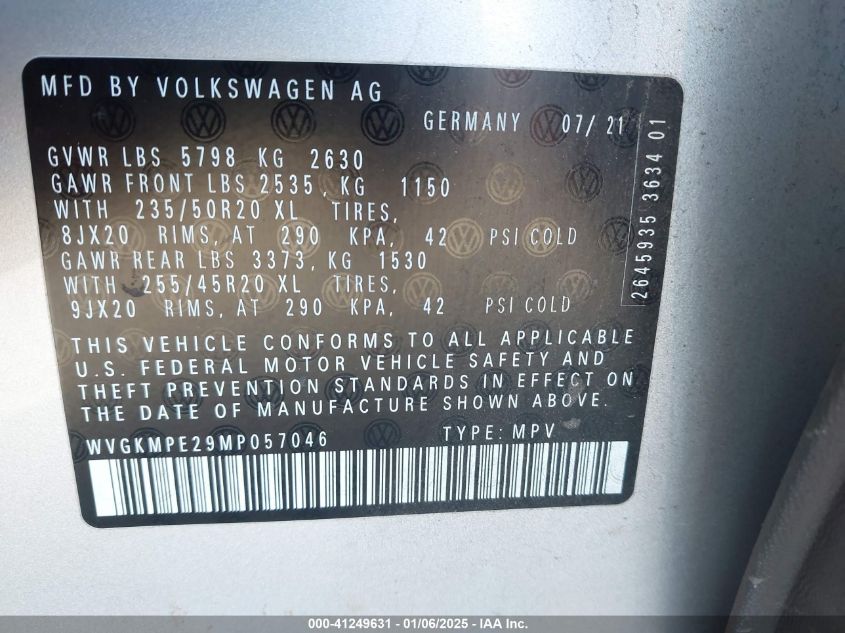 MFD BY VOLKSWAGEN AG
GERMANY 07/ 21
GVWR LBS 5798 KG 2630
GAWR FRONT LBS 2535, KG 1150
WITH 235/50R20 XL TIRES,
8JX20 RIMS, AT 290 KPA, 42 PSI COLD
GAWR REAR LBS 3373, KG 1530
WITH 255/45R20 XL TIRES,
9JX20 RIMS, AT 290 KPA, 42 PSI COLD
THIS VEHICLE CONFORMS TO ALL APPLICABLE
U.S. FEDERAL MOTOR VEHICLE SAFETY AND
THEFT PREVENTION STANDARDS IN EFFECT ON
THE DATE OF MANUFACTURE SHOWN ABOVE.
WVGKMPE29MP057046 TYPE: MPV
2645935 3634 01
000-41249631 - 01/06/2025 - IAA Inc.